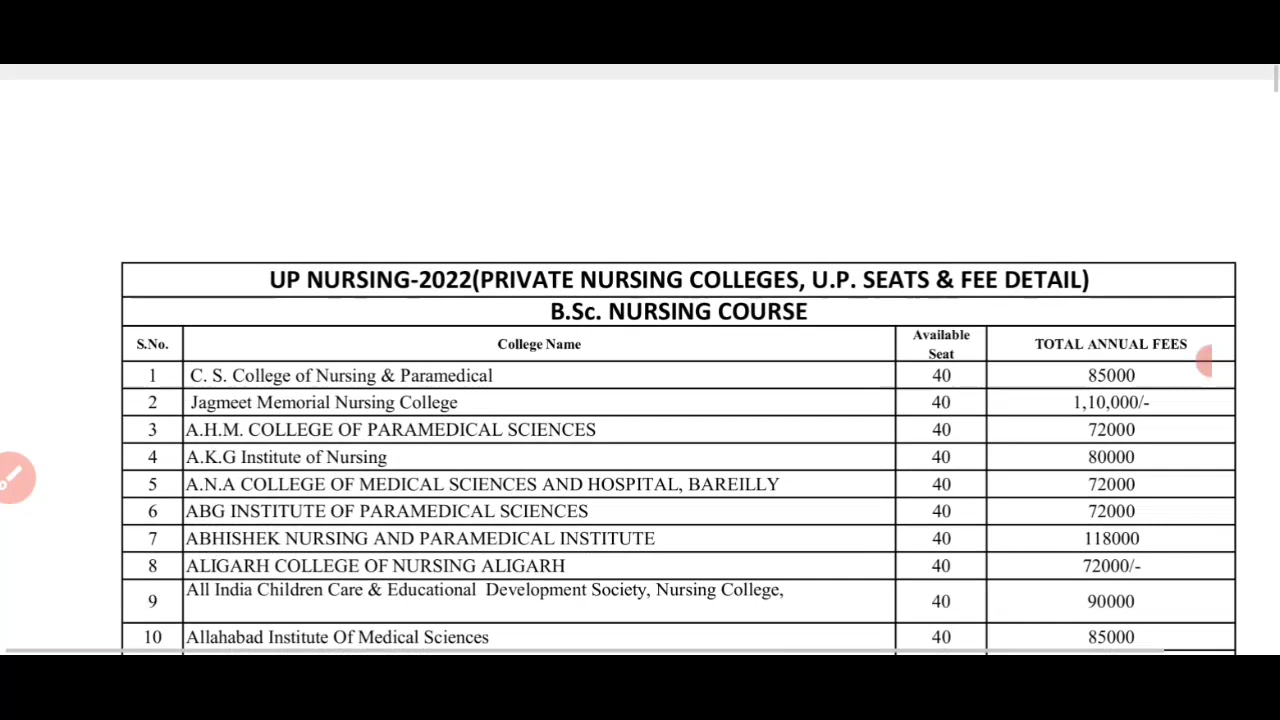 UP NURSING-2022(PRIVATE NURSING COLLEGES, U.P. SEATS & FEE DETAIL)
B.Sc. NURSING COURSE
S.No. College Name Available Seat TOTAL ANNUAL FEES
1 C. S. College of Nursing & Paramedical 40 85000
2 Jagmeet Memorial Nursing College 40 1,10,000/-
3 A.H.M. COLLEGE OF PARAMEDICAL SCIENCES 40 72000
4 A.K.G Institute of Nursing 40 80000
5 A.N.A COLLEGE OF MEDICAL SCIENCES AND HOSPITAL, BAREILLY 40 72000
6 ABG INSTITUTE OF PARAMEDICAL SCIENCES 40 72000
7 ABHISHEK NURSING AND PARAMEDICAL INSTITUTE 40 118000
8 ALIGARH COLLEGE OF NURSING ALIGARH 40 72000/-
9 All India Children Care & Educational Development Society, Nursing College, 40 90000
10 Allahabad Institute Of Medical Sciences 40 85000